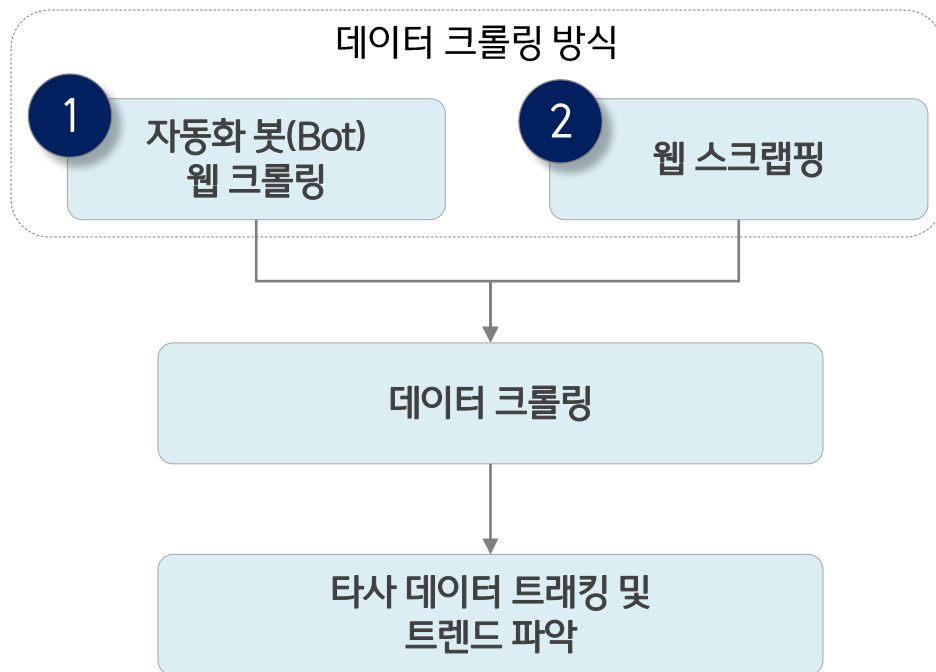 데이터 크롤링 방식
1
자동화 봇(Bot)
웹 크롤링
2
웹 스크랩핑
데이터 크롤링
타사 데이터 트래킹 및
트렌드 파악